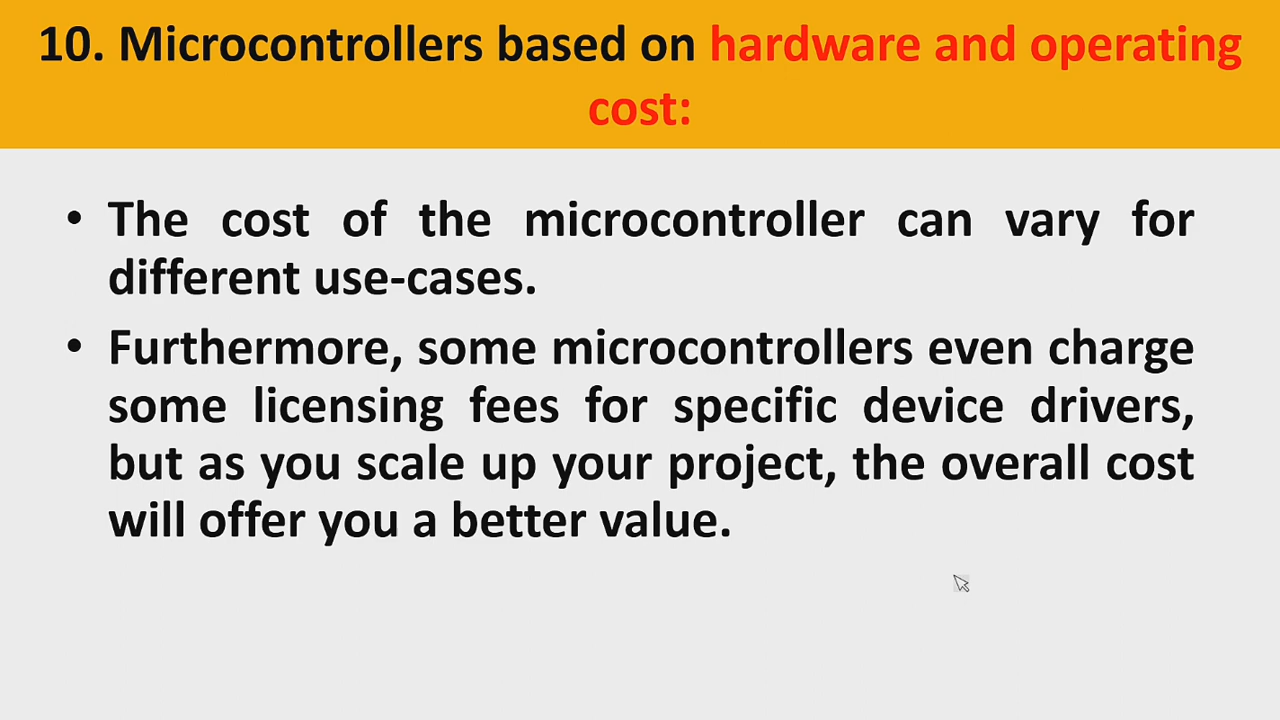 10. Microcontrollers based on hardware and operating
cost:
• The cost of the microcontroller can vary for
different use-cases.
• Furthermore, some microcontrollers even charge
some licensing fees for specific device drivers,
but as you scale up your project, the overall cost
will offer you a better value.